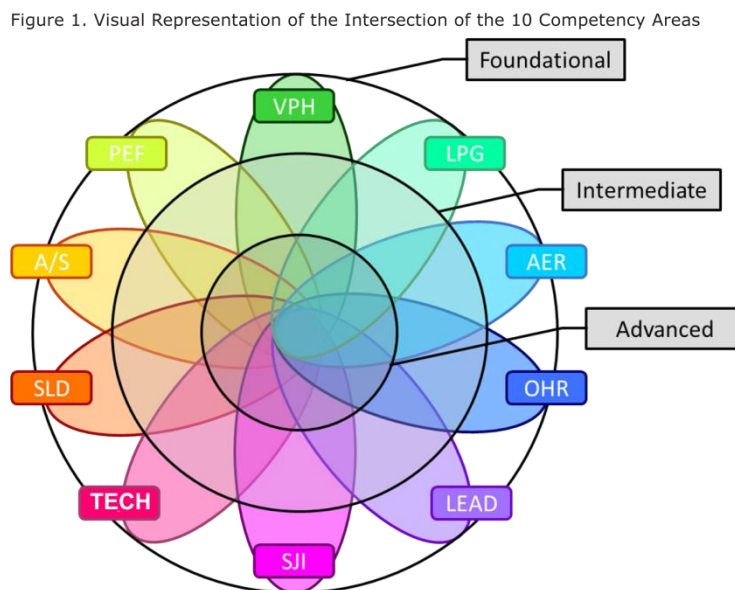 Figure 1. Visual Representation of the Intersection of the 10 Competency Areas
Foundational
VPH
PEF
LPG
Intermediate
A/S
AER
Advanced
SLD
OHR
TECH
LEAD
SJI